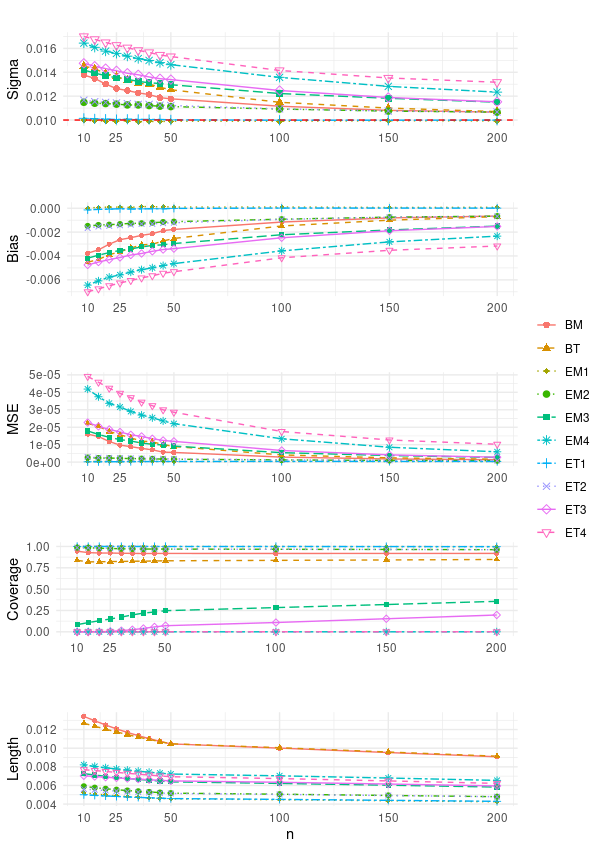 Sigma
0.016
0.014
0.012
0.010
10 25 50 100 150 200
Bias
0.000
-0.002
-0.004
-0.006
10 25 50 100 150 200
MSE
5e-05
4e-05
3e-05
2e-05
1e-05
0e+00
10 25 50 100 150 200
Coverage
1.00
0.75
0.50
0.25
0.00
10 25 50 100 150 200
Length
0.012
0.010
0.008
0.006
0.004
10 25 50 100 150 200
n
BM
BT
EM1
EM2
EM3
EM4
ET1
ET2
ET3
ET4